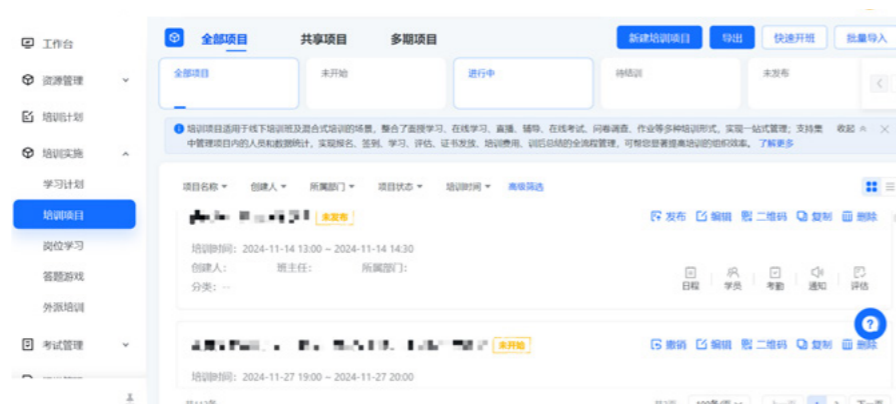 工作台
资源管理
培训计划
培训实施
学习计划
培训项目
岗位学习
答题游戏
外派培训
考试管理
全部项目 共享项目 多期项目
新建培训项目 导出 快速开班 批量导入
全部项目 未开始 进行中 待结训 未发布
培训项目适用于线下培训班及混合式培训的场景，整合了面授学习、在线学习、直播、辅导、在线考试、问卷调查、作业等多种培训形式，实现一站式管理；支持集 收起
中管理项目内的人员和数据统计，实现报名、签到、学习、评估、证书发放、培训费用、训后总结的全流程管理，可帮您显著提高培训的组织效率。 了解更多
项目名称 创建人 所属部门 项目状态 培训时间 高级筛选
未发布 发布 编辑 二维码 复制 删除
培训时间：2024-11-14 13:00 ~ 2024-11-14 14:30
创建人： 班主任： 所属部门：
分类：--
日程 学员 考勤 通知 评估
未开始 撤销 编辑 二维码 复制 删除
培训时间：2024-11-27 19:00 ~ 2024-11-27 20:00